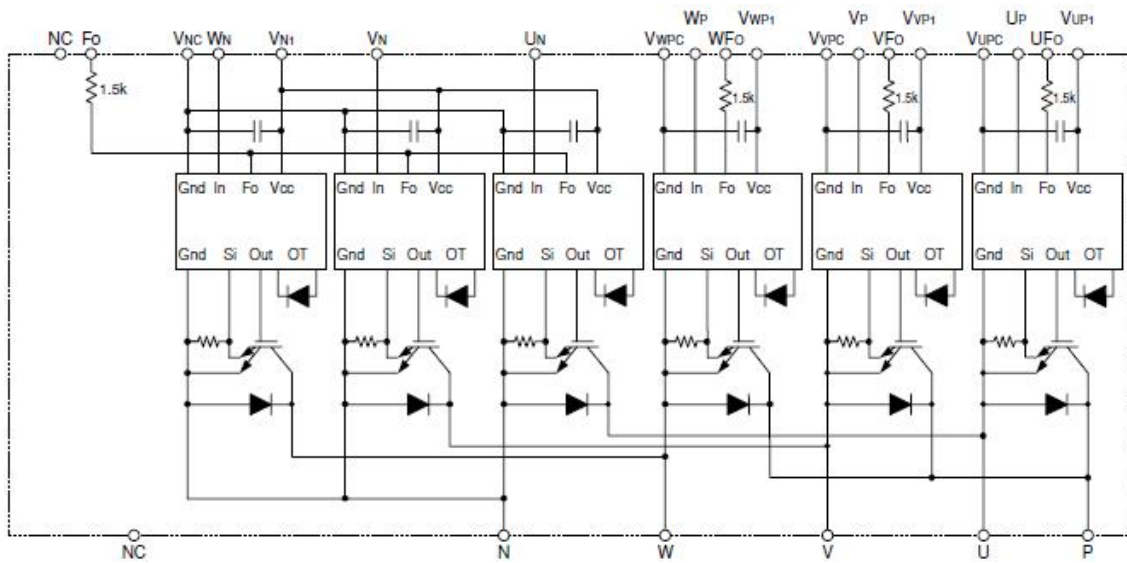 WP VWP1 VP VVP1 UP VUP1
NC FO VNC WN VN1 VN UN VWPC WFO VVPC VFO VUPC UFO
1.5k 1.5k 1.5k 1.5k
Gnd In Fo Vcc Gnd In Fo Vcc Gnd In Fo Vcc Gnd In Fo Vcc Gnd In Fo Vcc Gnd In Fo Vcc
Gnd Si Out OT Gnd Si Out OT Gnd Si Out OT Gnd Si Out OT Gnd Si Out OT Gnd Si Out OT
NC N W V U P